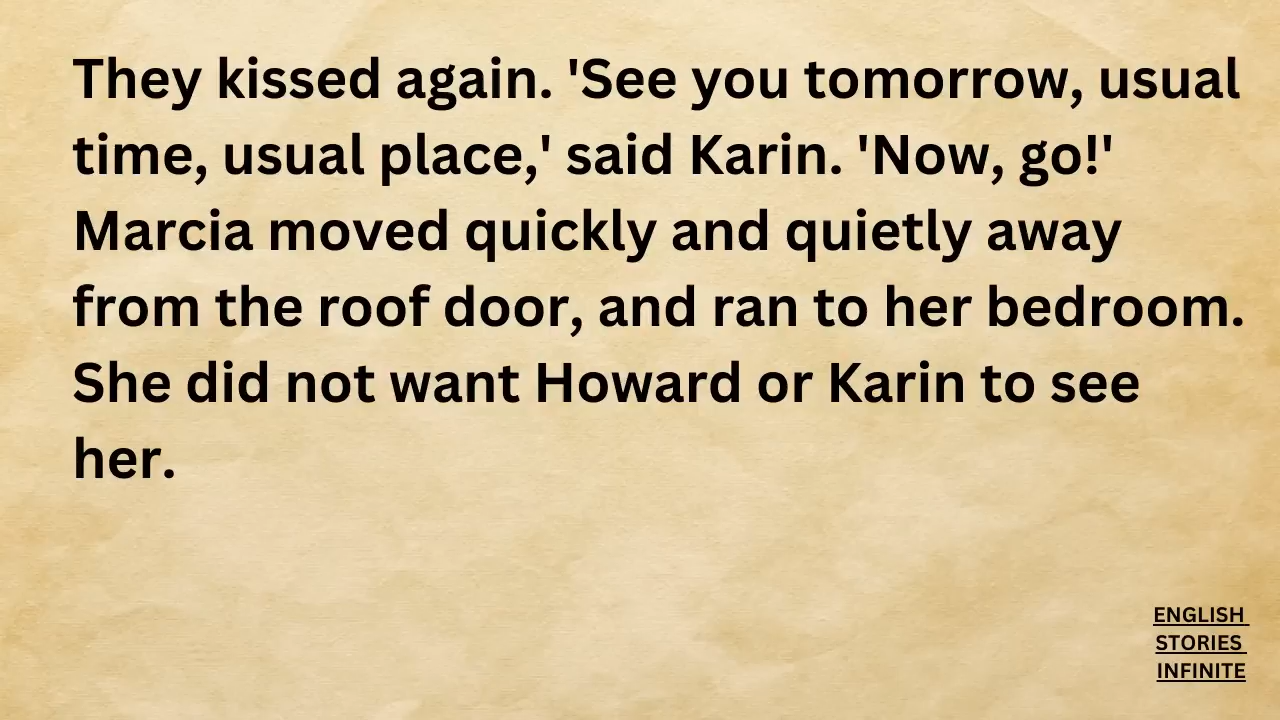 They kissed again. 'See you tomorrow, usual
time, usual place,' said Karin. 'Now, go!'
Marcia moved quickly and quietly away
from the roof door, and ran to her bedroom.
She did not want Howard or Karin to see
her.
ENGLISH
STORIES
INFINITE